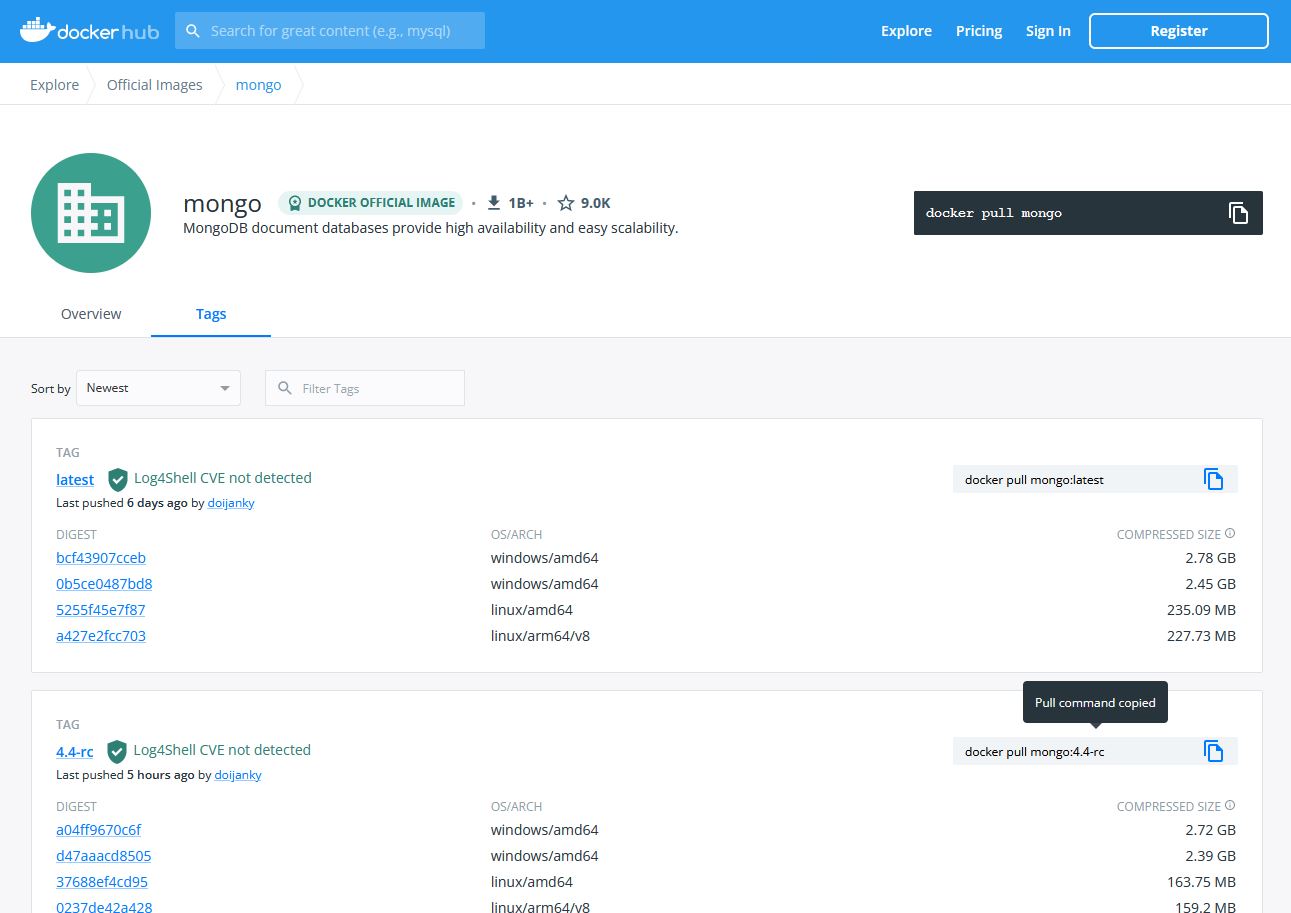 docker hub
Search for great content (e.g., mysql)
Explore
Pricing
Sign In
Register
Explore
Official Images
mongo
mongo
DOCKER OFFICIAL IMAGE
•
1B+
•
9.0K
MongoDB document databases provide high availability and easy scalability.
docker pull mongo
Overview
Tags
Sort by
Newest
Filter Tags
TAG
latest
Log4Shell CVE not detected
docker pull mongo:latest
Last pushed 6 days ago by doijanky
DIGEST
OS/ARCH
COMPRESSED SIZE
bcf43907cceb
windows/amd64
2.78 GB
0b5ce0487bd8
windows/amd64
2.45 GB
5255f45e7f87
linux/amd64
235.09 MB
a427e2fcc703
linux/arm64/v8
227.73 MB
Pull command copied
TAG
4.4-rc
Log4Shell CVE not detected
docker pull mongo:4.4-rc
Last pushed 5 hours ago by doijanky
DIGEST
OS/ARCH
COMPRESSED SIZE
a04ff9670c6f
windows/amd64
2.72 GB
d47aaacd8505
windows/amd64
2.39 GB
37688ef4cd95
linux/amd64
163.75 MB
0237de42a428
linux/arm64/v8
159.2 MB